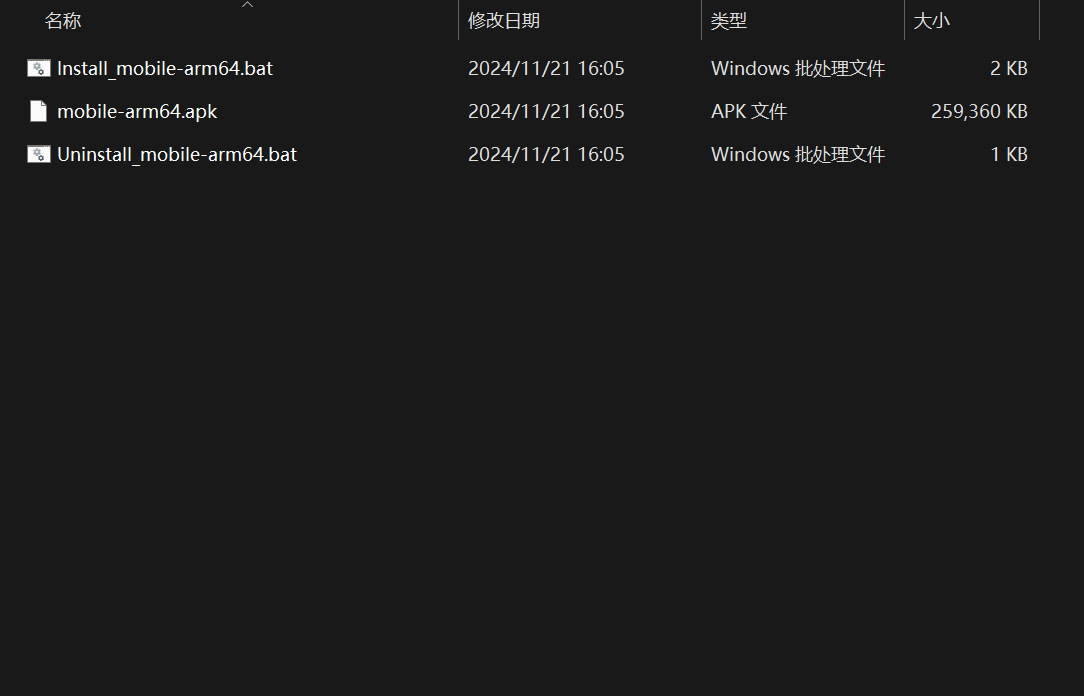 名称 修改日期 类型 大小
Install_mobile-arm64.bat 2024/11/21 16:05 Windows 批处理文件 2 KB
mobile-arm64.apk 2024/11/21 16:05 APK 文件 259,360 KB
Uninstall_mobile-arm64.bat 2024/11/21 16:05 Windows 批处理文件 1 KB